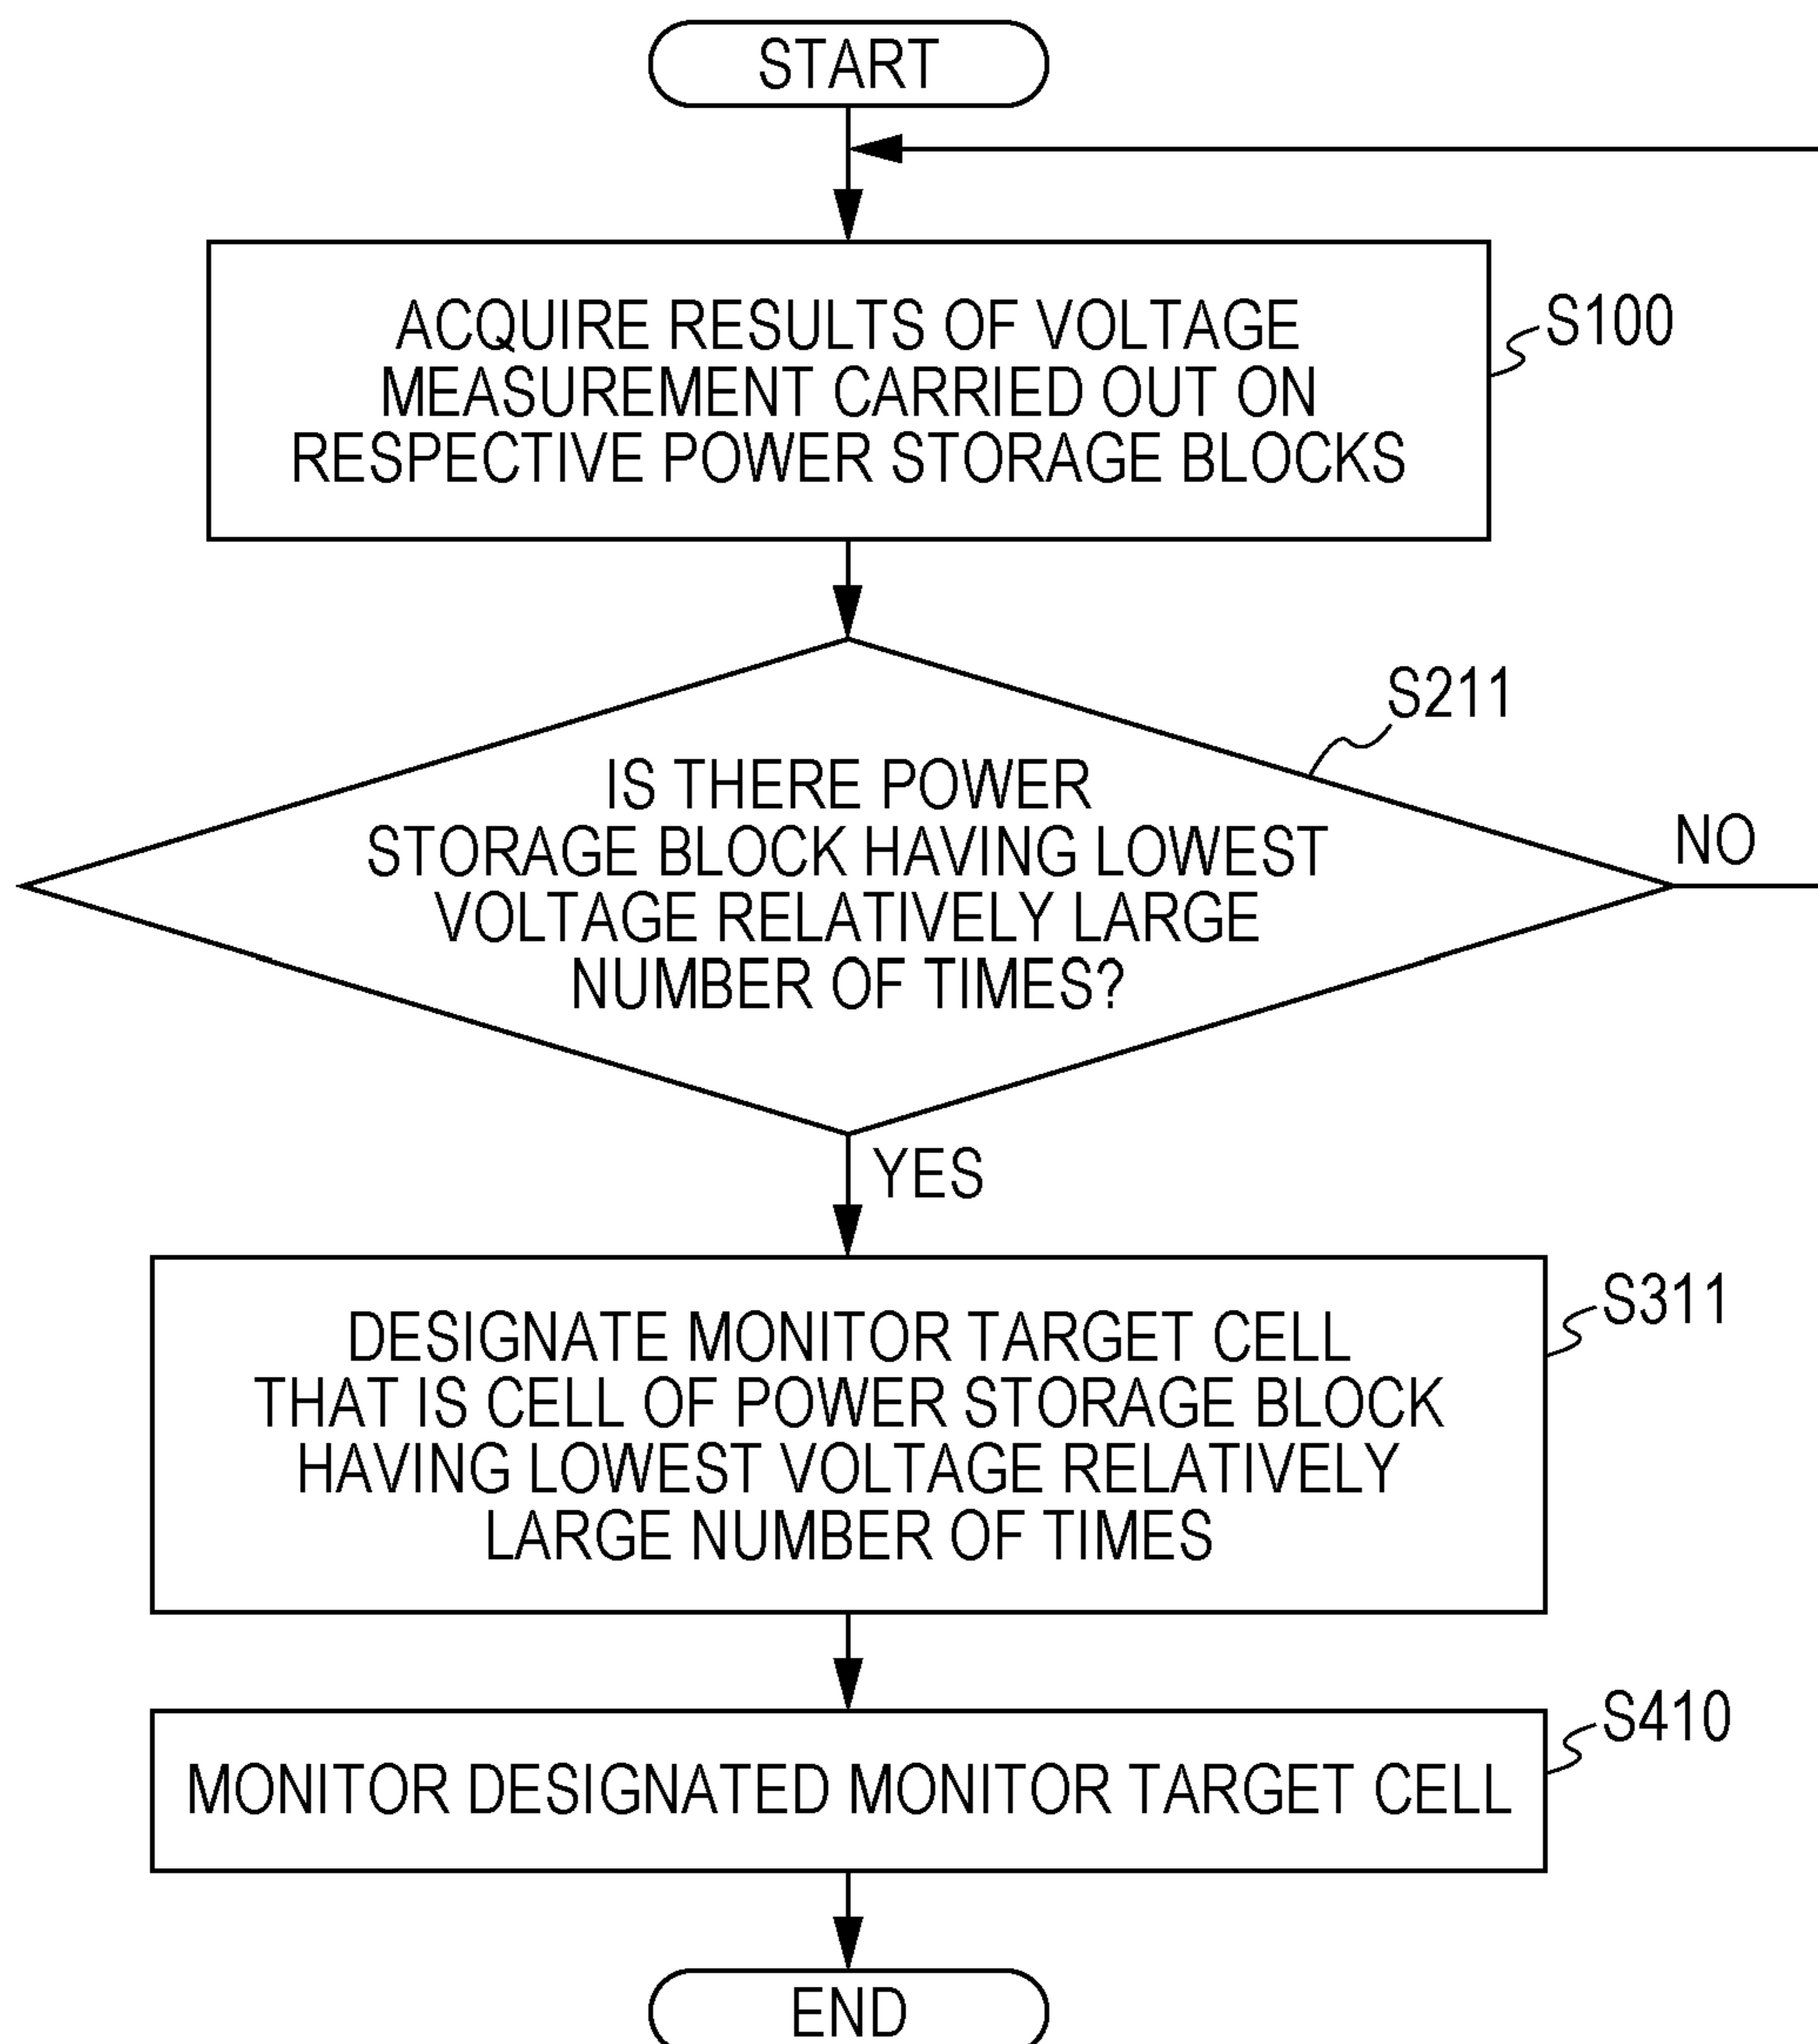 START
ACQUIRE RESULTS OF VOLTAGE
MEASUREMENT CARRIED OUT ON
RESPECTIVE POWER STORAGE BLOCKS
S100
S211
IS THERE POWER
STORAGE BLOCK HAVING LOWEST
VOLTAGE RELATIVELY LARGE
NUMBER OF TIMES?
NO
YES
DESIGNATE MONITOR TARGET CELL
THAT IS CELL OF POWER STORAGE BLOCK
HAVING LOWEST VOLTAGE RELATIVELY
LARGE NUMBER OF TIMES
S311
MONITOR DESIGNATED MONITOR TARGET CELL
S410
END